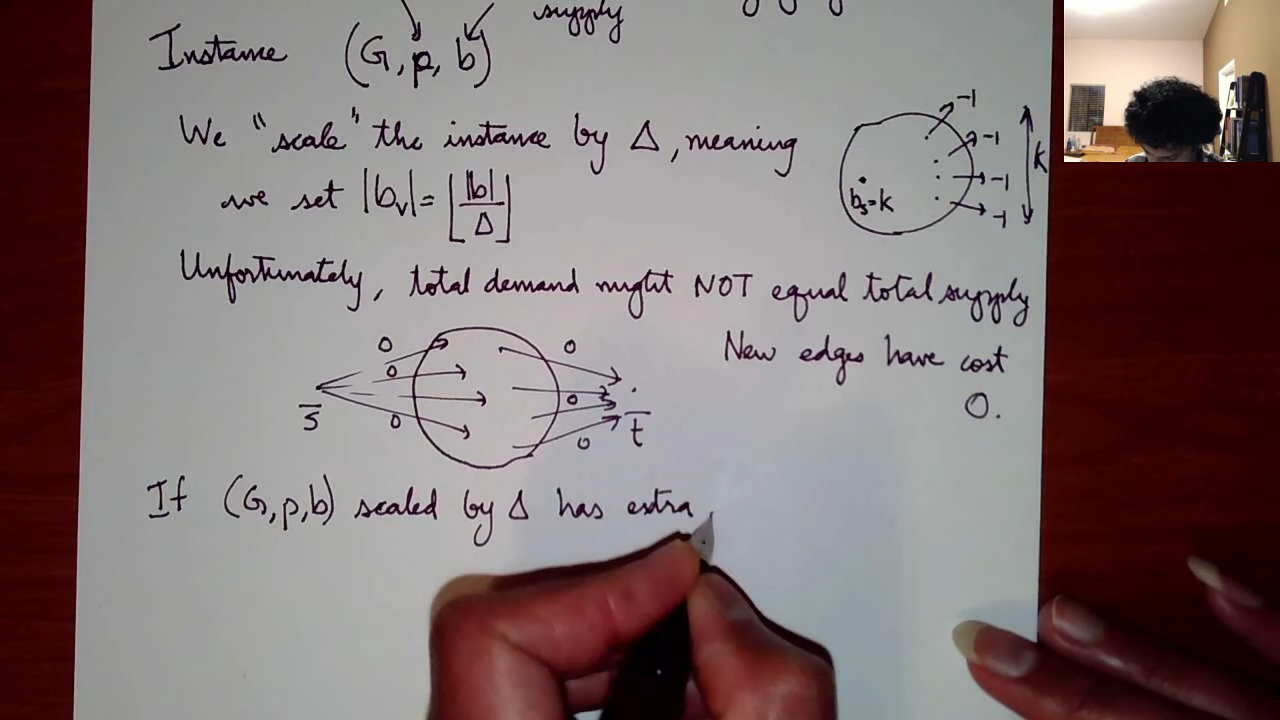 supply
Instance (G, p, b)
We "scale" the instance by Δ, meaning
we set |bᵥ| = ⌊|b|/Δ⌋
-1
-1
-1
-1
k
bₛ=k
Unfortunately, total demand might NOT equal total supply
New edges have cost
0.
0
0
0
0
0
0
s̅
t̅
If (G,p,b) scaled by Δ has extra